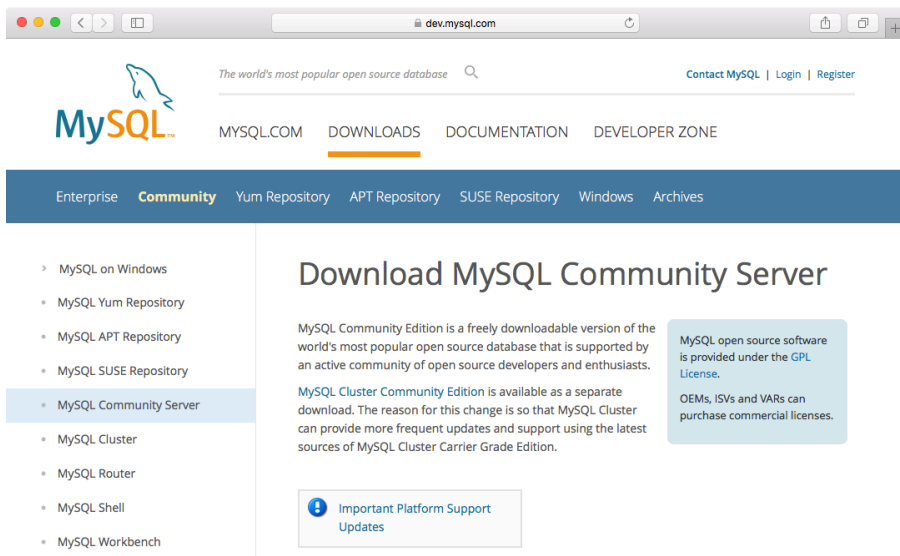 dev.mysql.com
The world's most popular open source database
Contact MySQL | Login | Register
MySQL™
MYSQL.COM DOWNLOADS DOCUMENTATION DEVELOPER ZONE
Enterprise Community Yum Repository APT Repository SUSE Repository Windows Archives
MySQL on Windows
MySQL Yum Repository
MySQL APT Repository
MySQL SUSE Repository
MySQL Community Server
MySQL Cluster
MySQL Router
MySQL Shell
MySQL Workbench
Download MySQL Community Server
MySQL Community Edition is a freely downloadable version of the
world's most popular open source database that is supported by
an active community of open source developers and enthusiasts.
MySQL Cluster Community Edition is available as a separate
download. The reason for this change is so that MySQL Cluster
can provide more frequent updates and support using the latest
sources of MySQL Cluster Carrier Grade Edition.
MySQL open source software
is provided under the GPL
License.
OEMs, ISVs and VARs can
purchase commercial licenses.
Important Platform Support
Updates